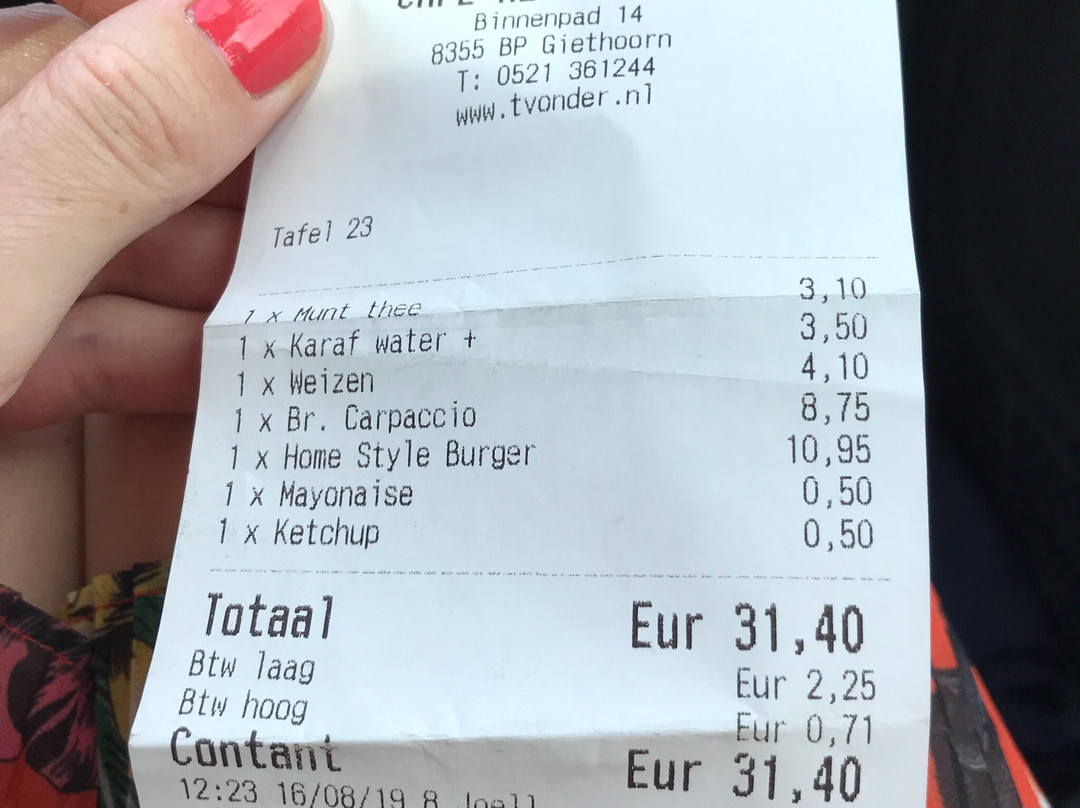 Binnenpad 14
8355 BP Giethoorn
T: 0521 361244
www.tvonder.nl
Tafel 23
1 x Munt thee 3,10
1 x Karaf water + 3,50
1 x Weizen 4,10
1 x Br. Carpaccio 8,75
1 x Home Style Burger 10,95
1 x Mayonaise 0,50
1 x Ketchup 0,50
Totaal Eur 31,40
Btw laag Eur 2,25
Btw hoog Eur 0,71
Contant Eur 31,40
12:23 16/08/19 8